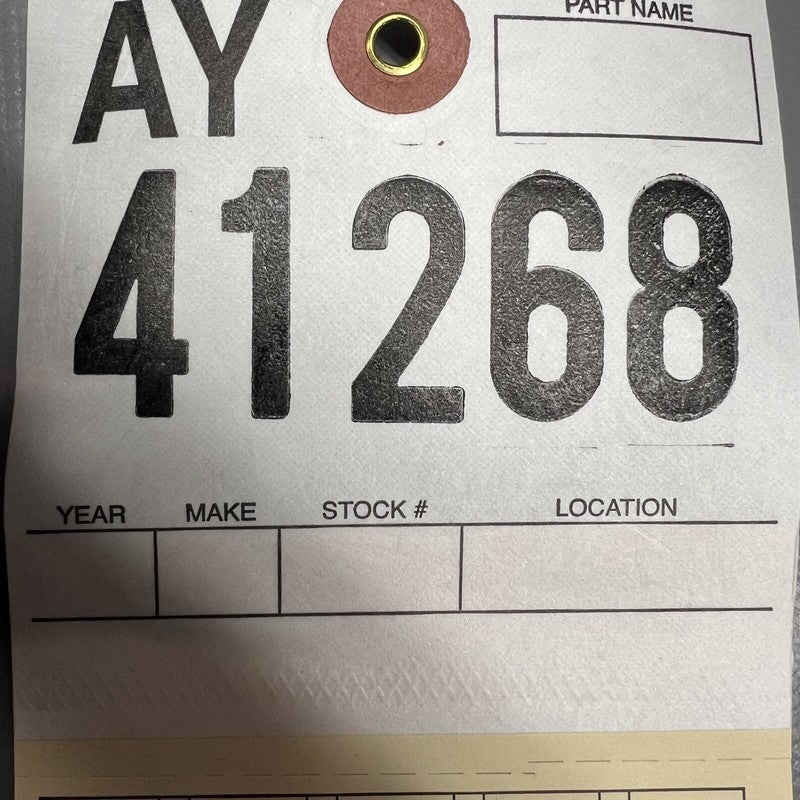 AY
PART NAME
41268
YEAR MAKE STOCK # LOCATION